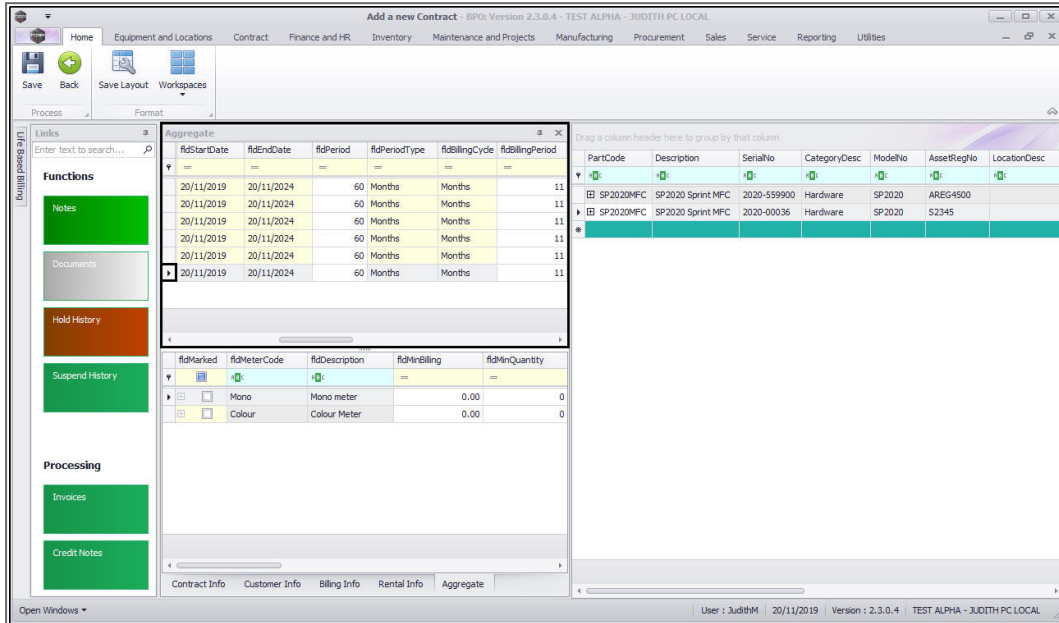 Add a new Contract - BPO: Version 2.3.0.4 - TEST ALPHA - JUDITH PC LOCAL
Home Equipment and Locations Contract Finance and HR Inventory Maintenance and Projects Manufacturing Procurement Sales Service Reporting Utilities
Save Back Save Layout Workspaces
Process Format
Life Based Billing
Links
Enter text to search...
Functions
Notes
Documents
Hold History
Suspend History
Processing
Invoices
Credit Notes
Aggregate
fldStartDate fldEndDate fldPeriod fldPeriodType fldBillingCycle fldBillingPeriod
= = = = = =
20/11/2019 20/11/2024 60 Months Months 11
20/11/2019 20/11/2024 60 Months Months 11
20/11/2019 20/11/2024 60 Months Months 11
20/11/2019 20/11/2024 60 Months Months 11
20/11/2019 20/11/2024 60 Months Months 11
20/11/2019 20/11/2024 60 Months Months 11
fldMarked fldMeterCode fldDescription fldMinBilling fldMinQuantity
= =
Mono Mono meter 0.00 0
Colour Colour Meter 0.00 0
Contract Info Customer Info Billing Info Rental Info Aggregate
Drag a column header here to group by that column
PartCode Description SerialNo CategoryDesc ModelNo AssetRegNo LocationDesc
SP2020MFC SP2020 Sprint MFC 2020-559900 Hardware SP2020 AREG4500
SP2020MFC SP2020 Sprint MFC 2020-00036 Hardware SP2020 S2345
Open Windows User : JudithM 20/11/2019 Version : 2.3.0.4 TEST ALPHA - JUDITH PC LOCAL